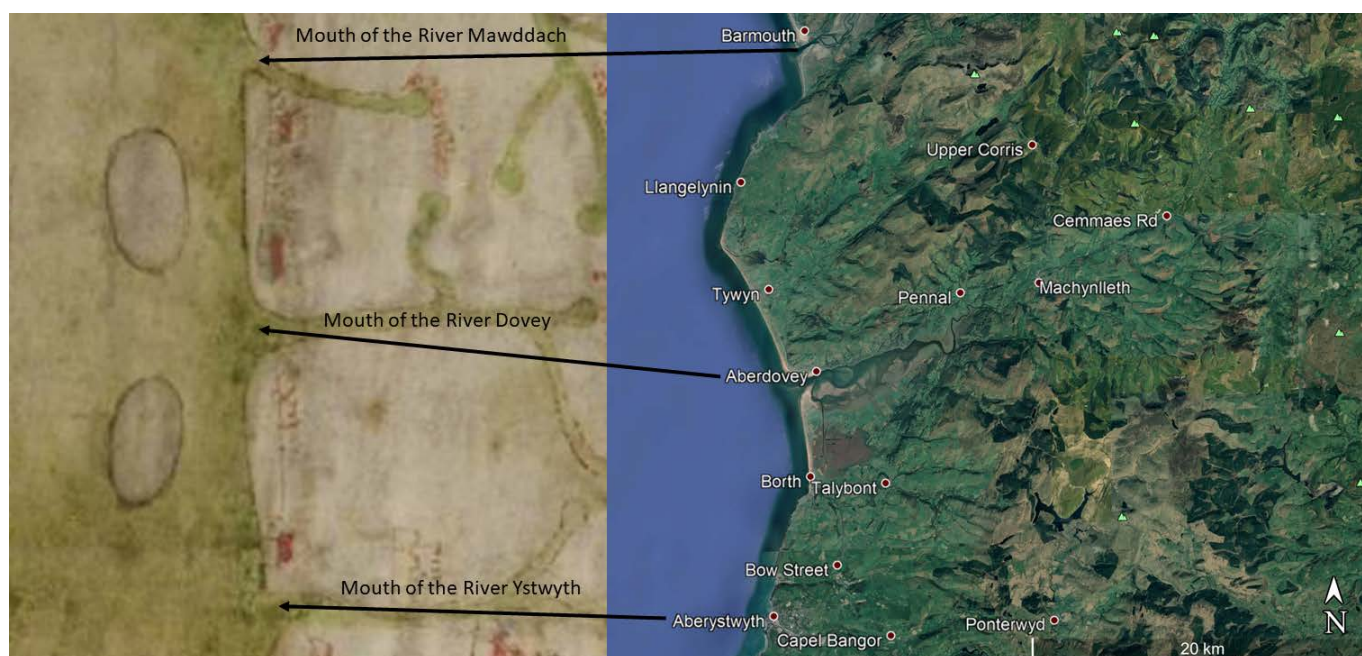 Mouth of the River Mawddach
Barmouth
Upper Corris
Llangelynin
Cemmaes Rd
Tywyn
Pennal
Machynlleth
Mouth of the River Dovey
Aberdovey
Borth
Talybont
Bow Street
Mouth of the River Ystwyth
Aberystwyth
Capel Bangor
Ponterwyd
N
20 km